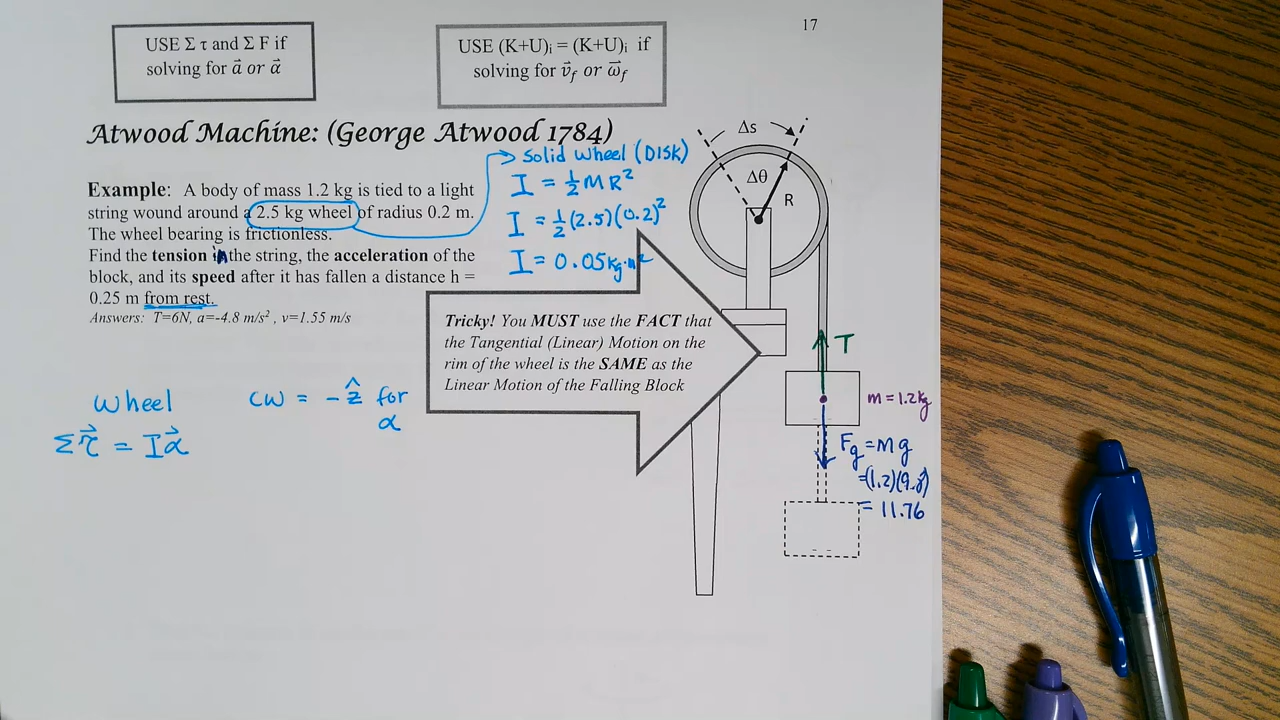 17
USE Σ τ and Σ F if
solving for a⃗ or α⃗
USE (K+U)ᵢ = (K+U)ᵢ if
solving for v⃗_f or ω⃗_f
Atwood Machine: (George Atwood 1784)
Example: A body of mass 1.2 kg is tied to a light
string wound around a 2.5 kg wheel of radius 0.2 m.
The wheel bearing is frictionless.
Find the tension in the string, the acceleration of the
block, and its speed after it has fallen a distance h =
0.25 m from rest.
Answers: T=6N, a=-4.8 m/s² , v=1.55 m/s
Solid Wheel (DISK)
I = ½ M R²
I = ½ (2.5)(0.2)²
I = 0.05 kg·m²
Tricky! You MUST use the FACT that
the Tangential (Linear) Motion on the
rim of the wheel is the SAME as the
Linear Motion of the Falling Block
Δs
Δθ
R
T
m = 1.2kg
Fg = mg
=(1.2)(9.8)
= 11.76
Wheel
Στ⃗ = Iα⃗
CW = -ẑ for
α